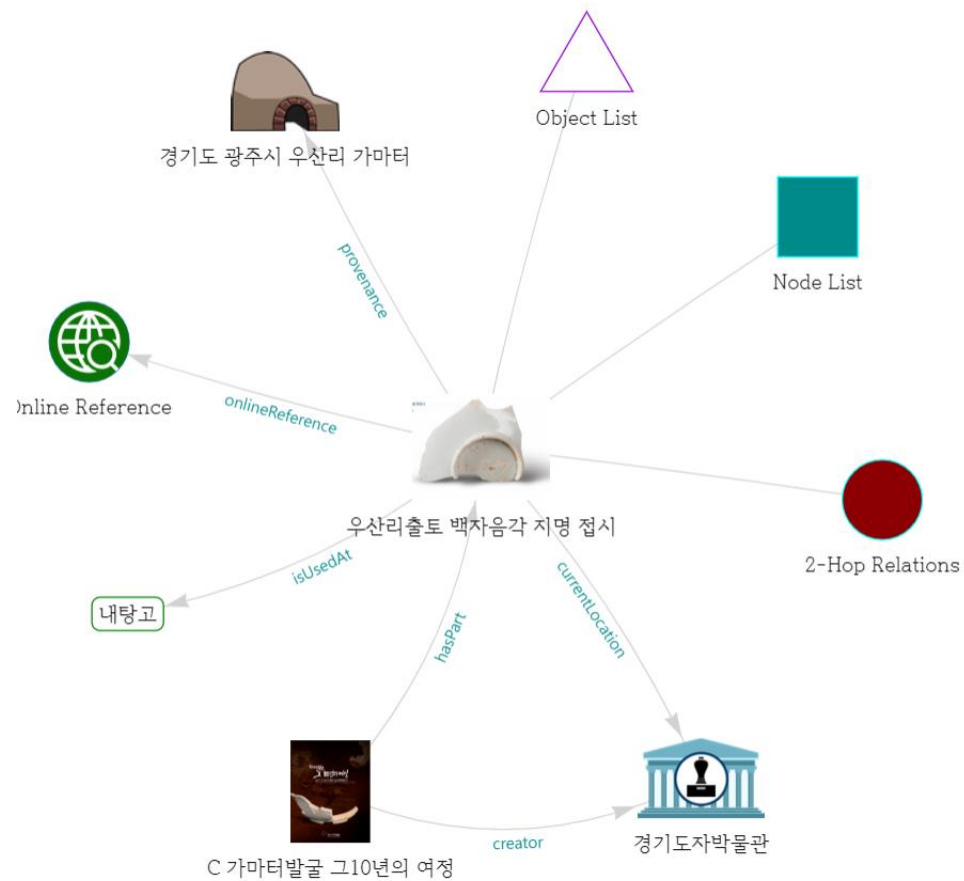 Object List
경기도 광주시 우산리 가마터
provenance
Node List
nline Reference
onlineReference
우산리출토 백자음각 지명 접시
2-Hop Relations
isUsedAt
currentLocation
내탕고
hasPart
creator
경기도자박물관
C 가마터발굴 그10년의 여정